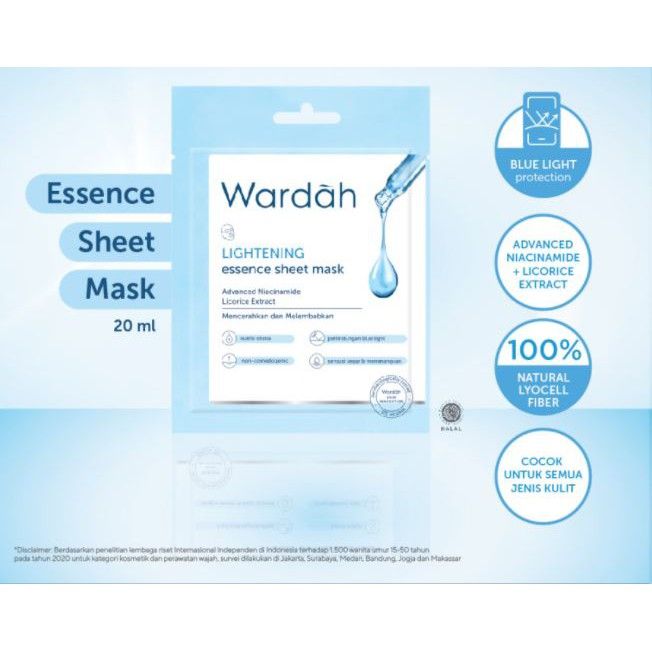 Essence
Sheet
Mask
20 ml
Wardah
LIGHTENING
essence sheet mask
Advanced Niacinamide
Licorice Extract
Mencerahkan dan Melembabkan
non-comedogenic
Wardah
HALAL
BLUE LIGHT
protection
ADVANCED
NIACINAMIDE
+ LICORICE
EXTRACT
100%
NATURAL
LYOCELL
FIBER
COCOK
UNTUK SEMUA
JENIS KULIT
*Disclaimer: Berdasarkan penelitian lembaga riset Internasional Independen di Indonesia terhadap 1.500 wanita umur 15-50 tahun
pada tahun 2020 untuk kategori kosmetik dan perawatan wajah, survei dilakukan di Jakarta, Surabaya, Medan, Bandung, Jogja dan Makassar